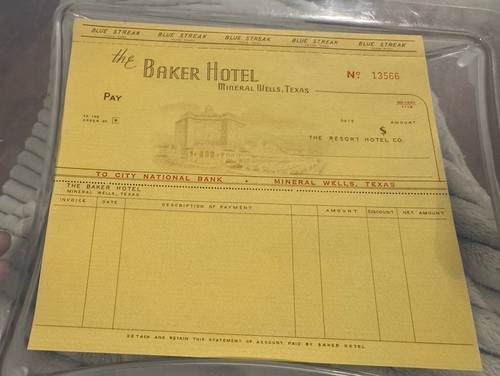 BLUE STREAK BLUE STREAK BLUE STREAK BLUE STREAK BLUE STREAK
the BAKER HOTEL
MINERAL WELLS, TEXAS
No 13566
PAY
TO THE ORDER OF
DATE AMOUNT
$
THE RESORT HOTEL CO.
TO CITY NATIONAL BANK • MINERAL WELLS, TEXAS
THE BAKER HOTEL
MINERAL WELLS, TEXAS
INVOICE DATE DESCRIPTION OF PAYMENT AMOUNT DISCOUNT NET AMOUNT
DETACH AND RETAIN THIS STATEMENT OF ACCOUNT PAID BY BAKER HOTEL